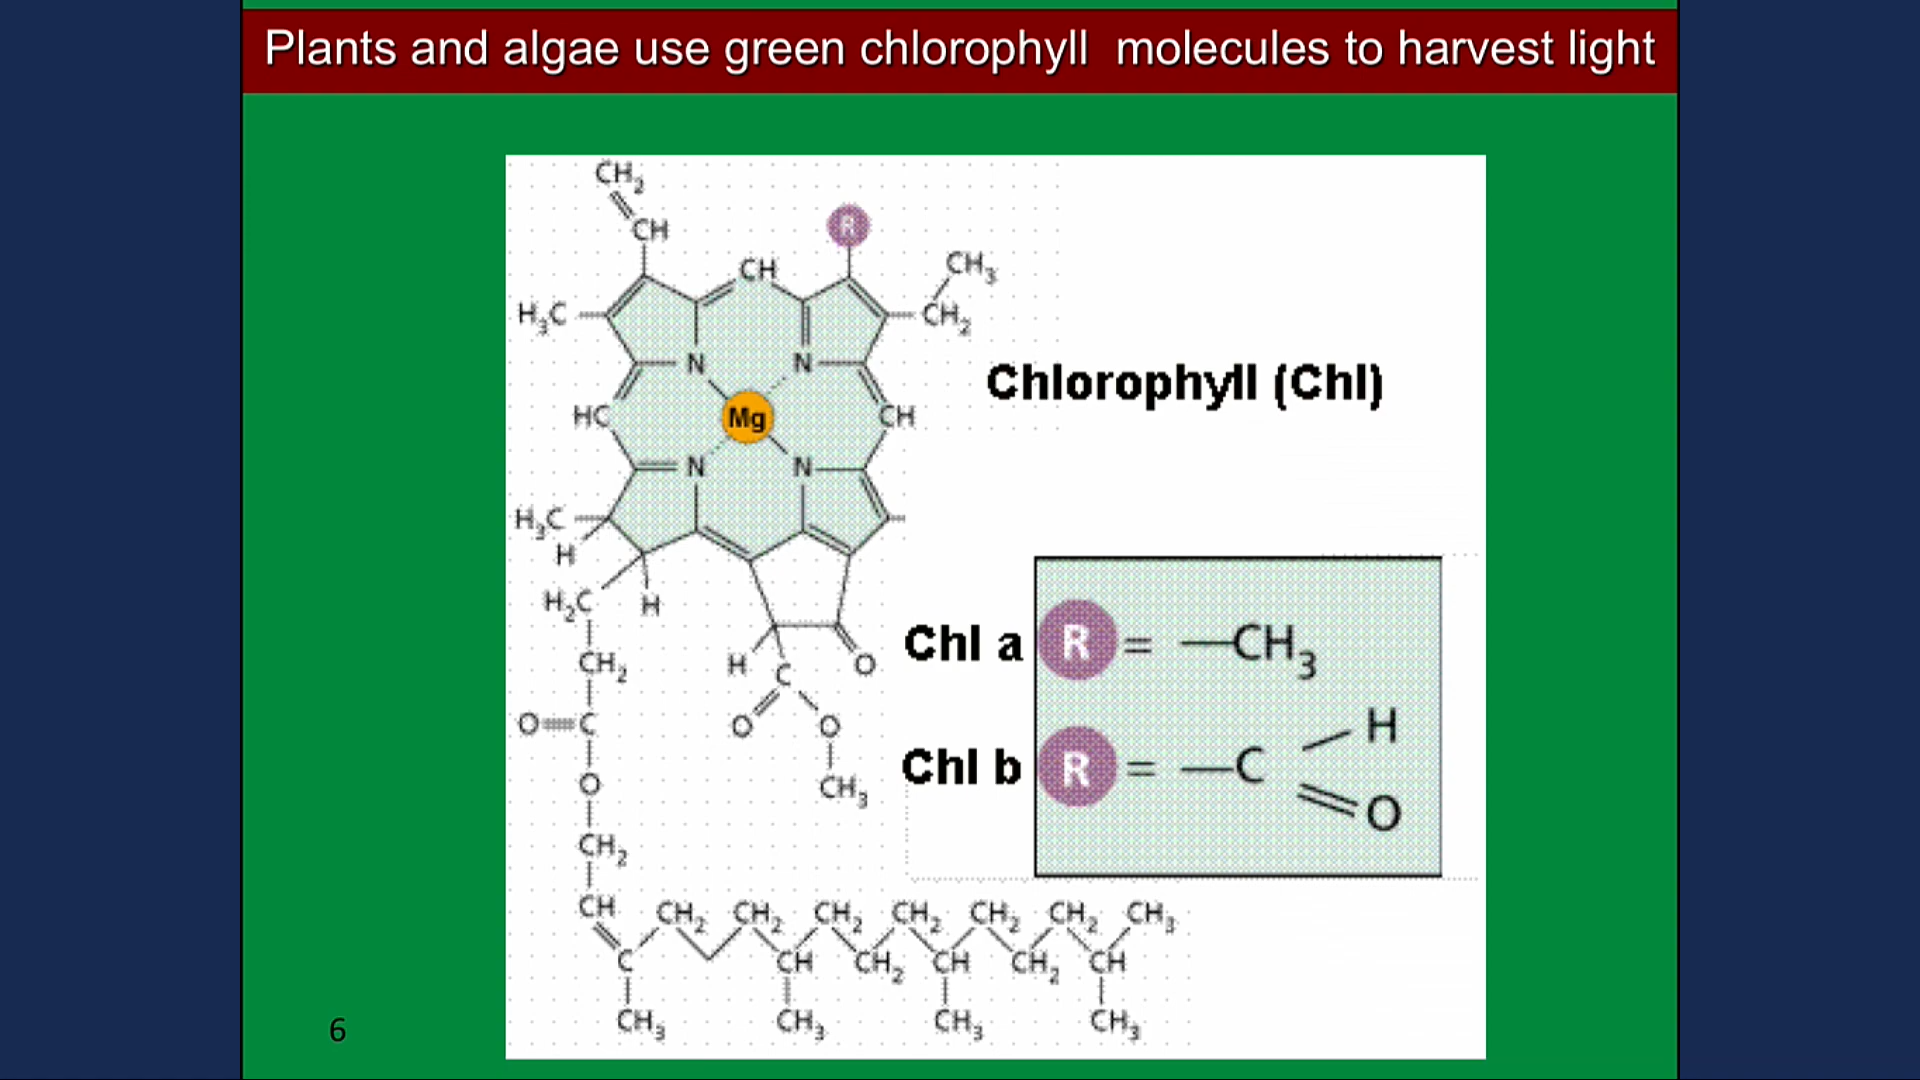 Plants and algae use green chlorophyll  molecules to harvest light
CH2
CH
R
CH
CH3
H3C
CH2
N
N
Chlorophyll (Chl)
HC
Mg
CH
N
N
H3C
H
H2C
H
Chl a R = —CH3
CH2
H
C
O
O=C
O
O
Chl b R = —C
H
O
O
CH3
CH2
CH
CH2
CH2
CH2
CH2
CH2
CH2
CH3
C
CH
CH2
CH
CH2
CH
CH3
CH3
CH3
CH3
6